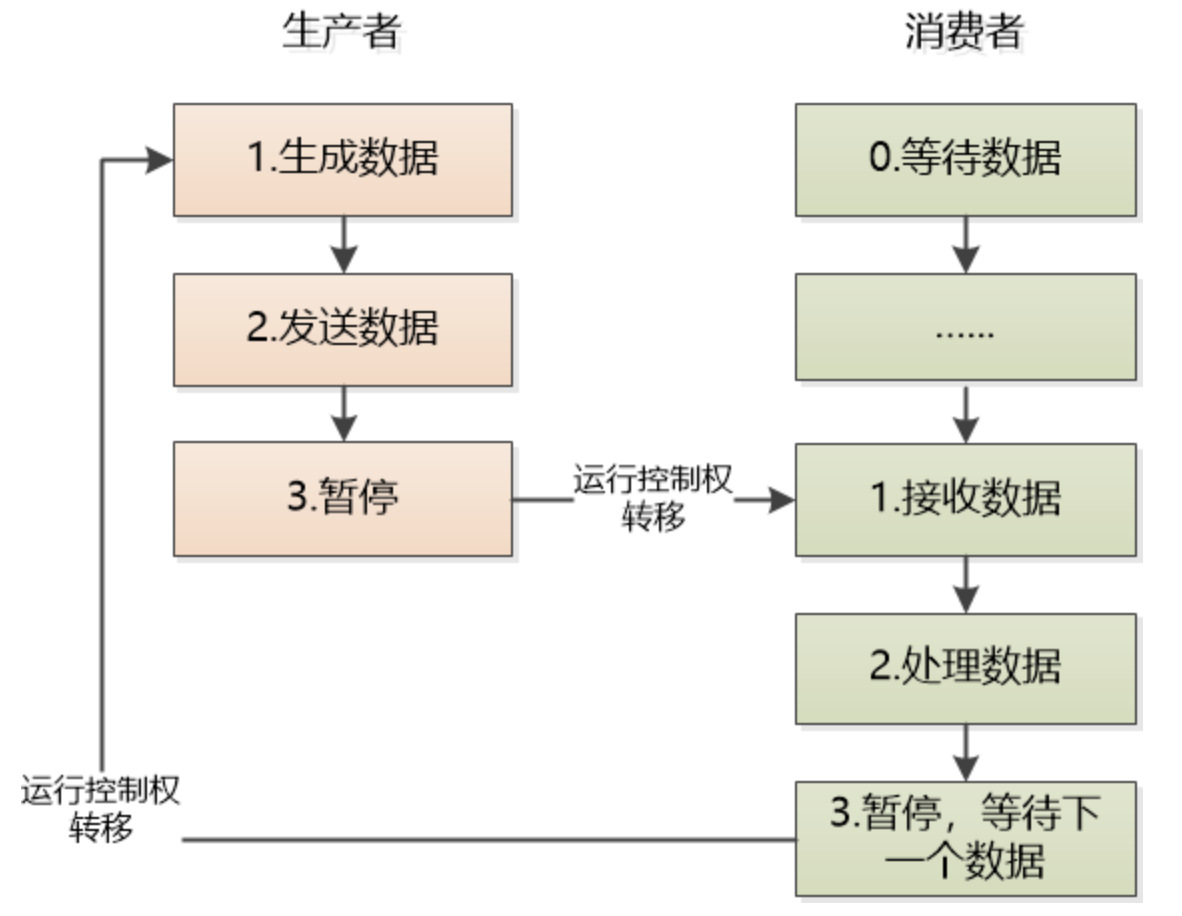 生产者
消费者
1.生成数据
0.等待数据
2.发送数据
......
3.暂停
运行控制权
转移
1.接收数据
2.处理数据
运行控制权
转移
3.暂停，等待下
一个数据